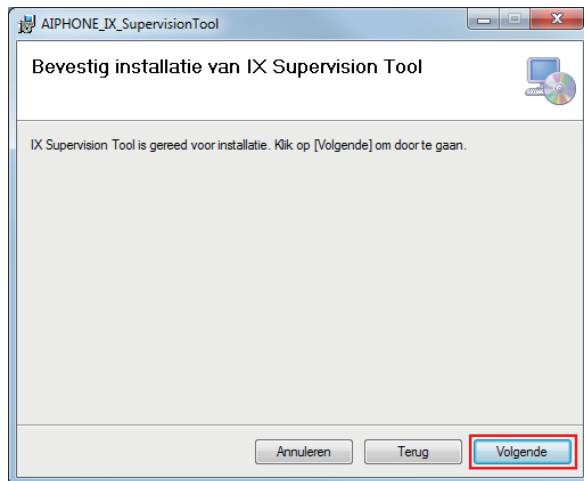 AIPHONE_IX_SupervisionTool
Bevestig installatie van IX Supervision Tool
IX Supervision Tool is gereed voor installatie. Klik op [Volgende] om door te gaan.
Annuleren
Terug
Volgende